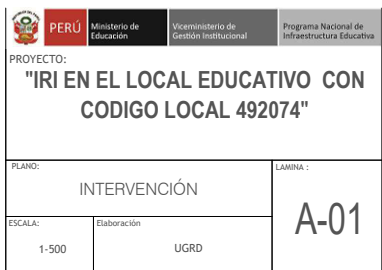 PERÚ
Ministerio de
Educación
Viceministerio de
Gestión Institucional
Programa Nacional de
Infraestructura Educativa
PROYECTO:
"IRI EN EL LOCAL EDUCATIVO CON
CODIGO LOCAL 492074"
PLANO:
INTERVENCIÓN
LAMINA :
A-01
ESCALA:
1-500
Elaboración
UGRD